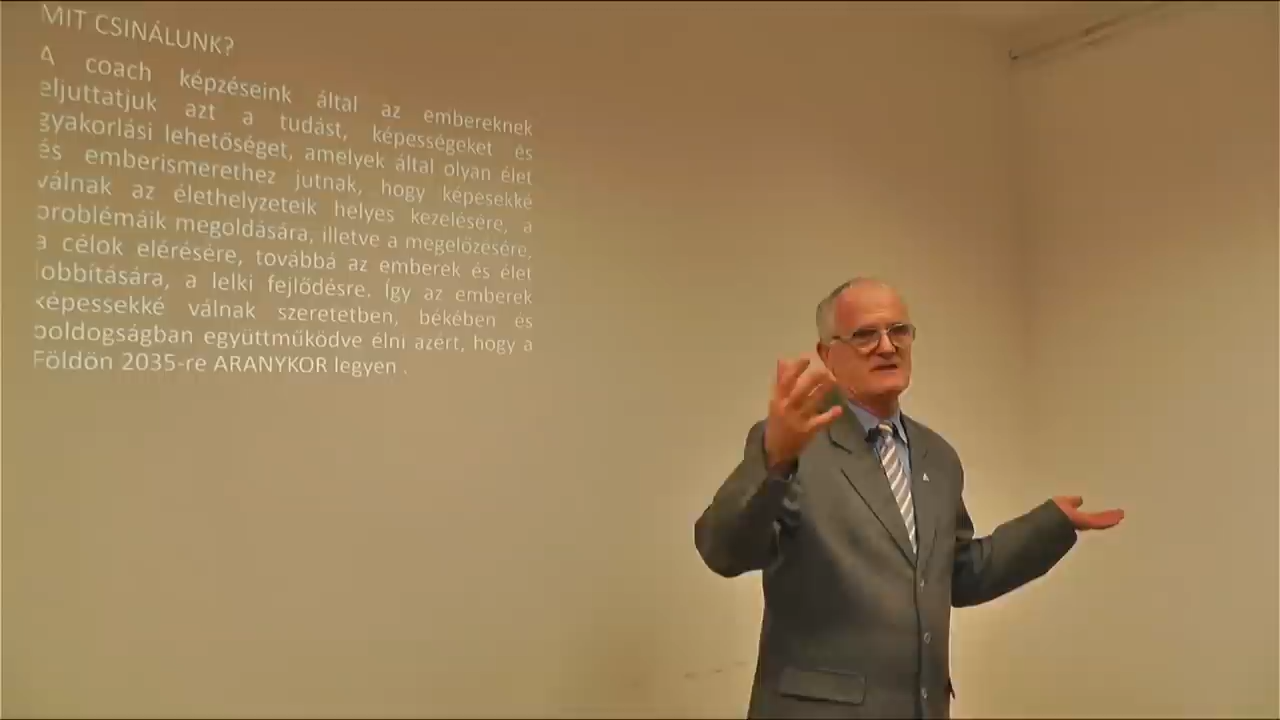 MIT CSINÁLUNK?
A coach képzéseink által az embereknek
eljuttatjuk azt a tudást, képességeket és
gyakorlási lehetőséget, amelyek által olyan élet
és emberismerethez jutnak, hogy képesekké
válnak az élethelyzeteik helyes kezelésére, a
problémáik megoldására, illetve a megelőzésére,
a célok elérésére, továbbá az emberek és élet
jobbítására, a lelki fejlődésre. Így az emberek
képessekké válnak szeretetben, békében és
boldogságban együttműködve élni azért, hogy a
Földön 2035-re ARANYKOR legyen .